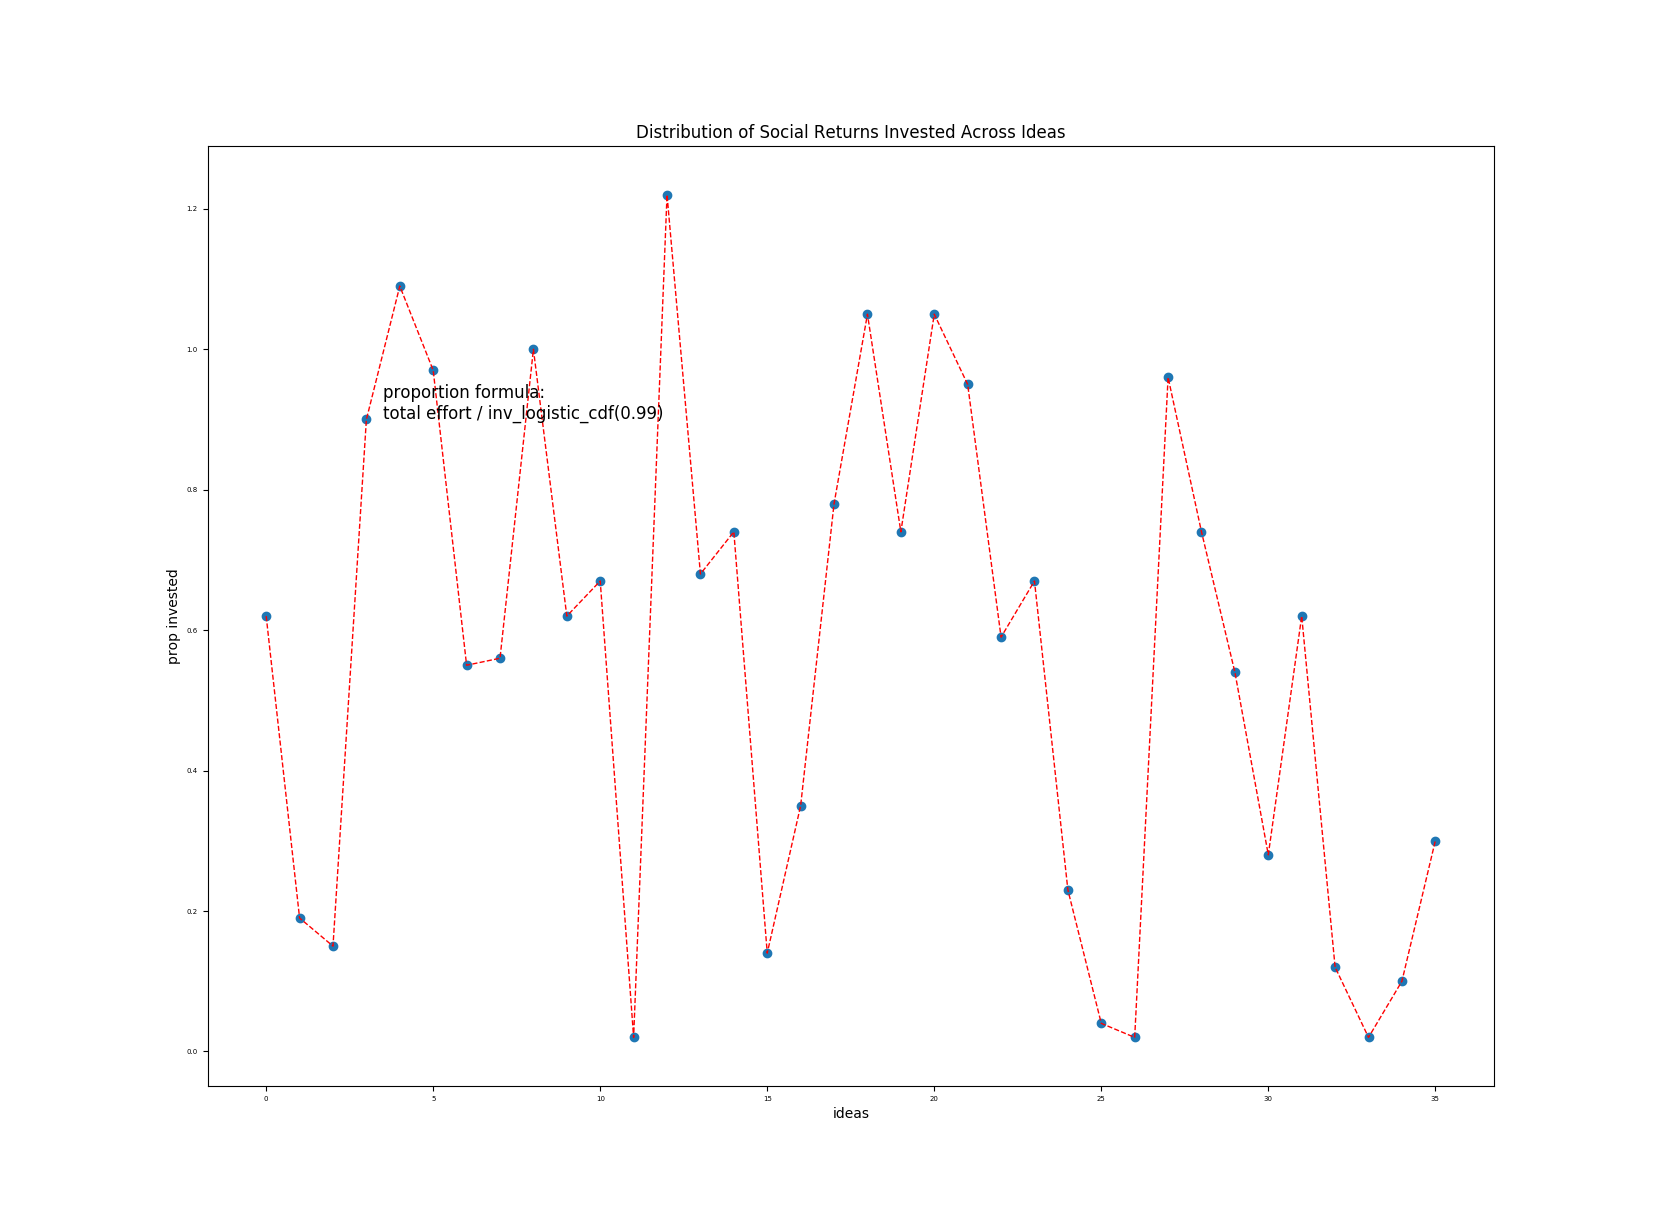 Distribution of Social Returns Invested Across Ideas
1.2
1.0
proportion formula:
total effort / inv_logistic_cdf(0.99)
0.8
prop invested
0.6
0.4
0.2
0.0
0 5 10 15 20 25 30 35
ideas